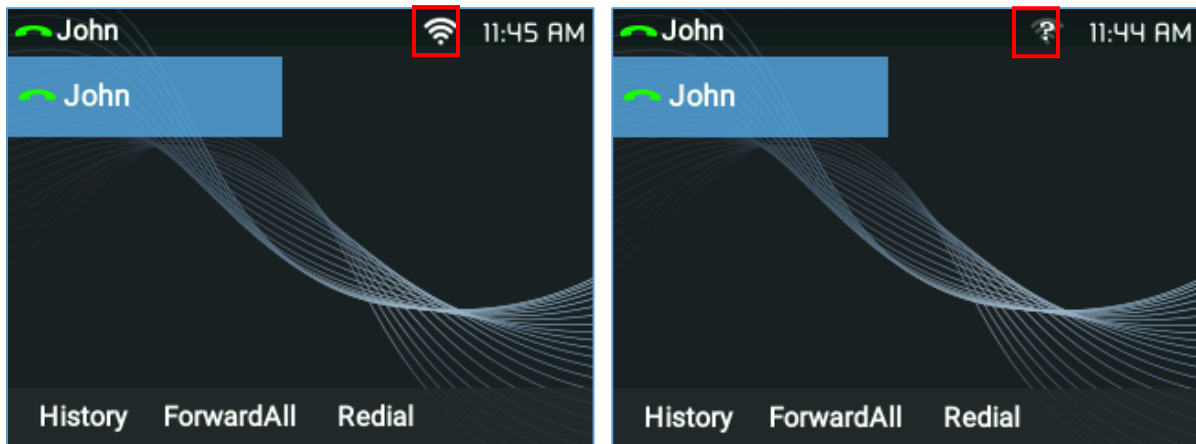 John 11:45 AM
John
History ForwardAll Redial
John ? 11:44 AM
John
History ForwardAll Redial